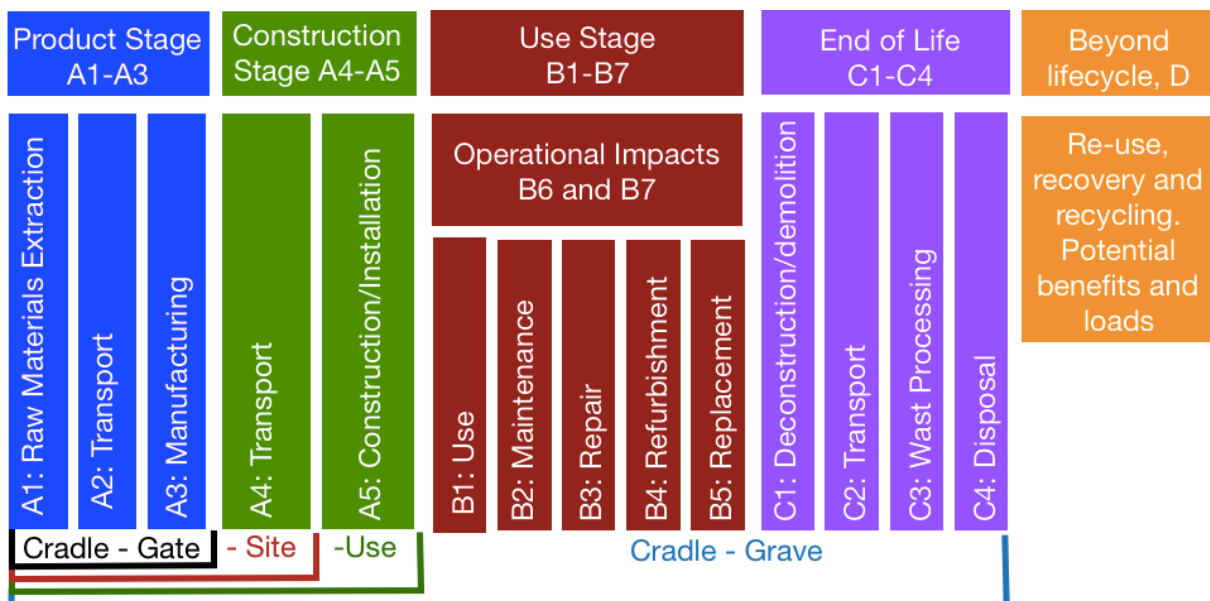 Product Stage
A1-A3
Construction
Stage A4-A5
Use Stage
B1-B7
End of Life
C1-C4
Beyond
lifecycle, D
A1: Raw Materials Extraction
A2: Transport
A3: Manufacturing
A4: Transport
A5: Construction/Installation
Operational Impacts
B6 and B7
B1: Use
B2: Maintenance
B3: Repair
B4: Refurbishment
B5: Replacement
C1: Deconstruction/demolition
C2: Transport
C3: Wast Processing
C4: Disposal
Re-use,
recovery and
recycling.
Potential
benefits and
loads
Cradle - Gate
- Site
-Use
Cradle - Grave